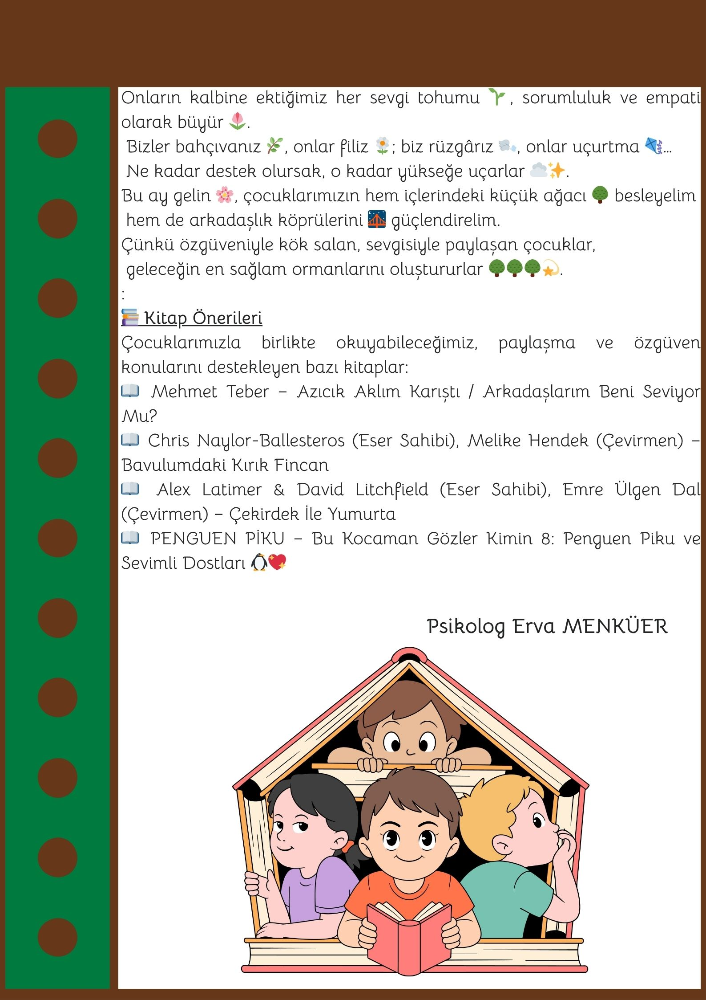 Onların kalbine ektiğimiz her sevgi tohumu 🌱, sorumluluk ve empati
olarak büyür 🌷.
Bizler bahçıvanız 🌿, onlar filiz 🌼; biz rüzgârız 🌬️, onlar uçurtma 🪁...
Ne kadar destek olursak, o kadar yükseğe uçarlar ☁️✨.
Bu ay gelin 🌸, çocuklarımızın hem içlerindeki küçük ağacı 🌳 besleyelim
hem de arkadaşlık köprülerini 🌉 güçlendirelim.
Çünkü özgüveniyle kök salan, sevgisiyle paylaşan çocuklar,
geleceğin en sağlam ormanlarını oluştururlar 🌳🌳🌳💫.
:
📚 Kitap Önerileri
Çocuklarımızla birlikte okuyabileceğimiz, paylaşma ve özgüven
konularını destekleyen bazı kitaplar:
📖 Mehmet Teber – Azıcık Aklım Karıştı / Arkadaşlarım Beni Seviyor
Mu?
📖 Chris Naylor-Ballesteros (Eser Sahibi), Melike Hendek (Çevirmen) –
Bavulumdaki Kırık Fincan
📖 Alex Latimer & David Litchfield (Eser Sahibi), Emre Ülgen Dal
(Çevirmen) – Çekirdek İle Yumurta
📖 PENGUEN PİKU – Bu Kocaman Gözler Kimin 8: Penguen Piku ve
Sevimli Dostları 🐧💖
Psikolog Erva MENKÜER